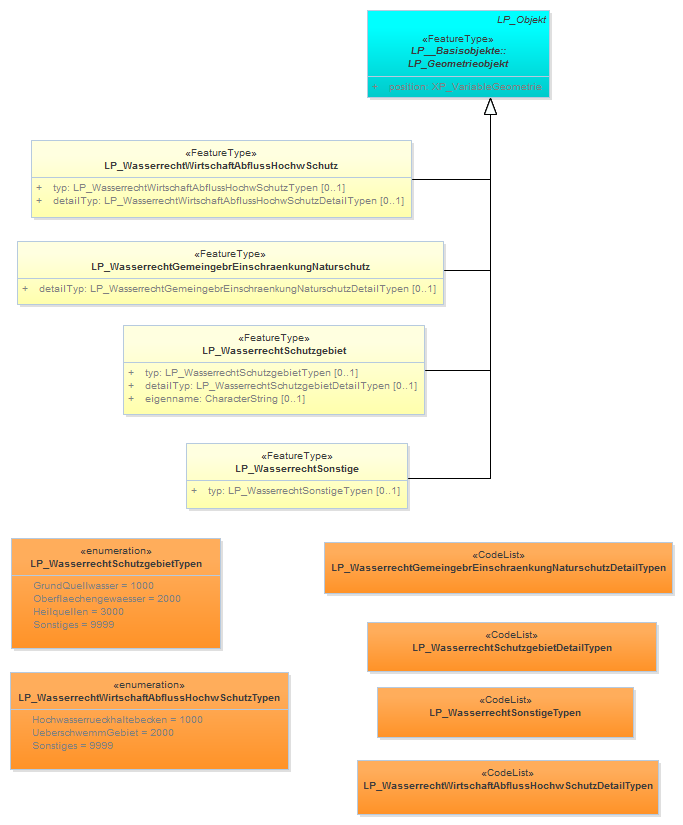 LP_Objekt
«FeatureType»
LP__Basisobjekte::
LP_Geometrieobjekt
+ position: XP_VariableGeometrie
«FeatureType»
LP_WasserrechtWirtschaftAbflussHochwSchutz
+ typ: LP_WasserrechtWirtschaftAbflussHochwSchutzTypen [0..1]
+ detailTyp: LP_WasserrechtWirtschaftAbflussHochwSchutzDetailTypen [0..1]
«FeatureType»
LP_WasserrechtGemeingebrEinschraenkungNaturschutz
+ detailTyp: LP_WasserrechtGemeingebrEinschraenkungNaturschutzDetailTypen [0..1]
«FeatureType»
LP_WasserrechtSchutzgebiet
+ typ: LP_WasserrechtSchutzgebietTypen [0..1]
+ detailTyp: LP_WasserrechtSchutzgebietDetailTypen [0..1]
+ eigenname: CharacterString [0..1]
«FeatureType»
LP_WasserrechtSonstige
+ typ: LP_WasserrechtSonstigeTypen [0..1]
«enumeration»
LP_WasserrechtSchutzgebietTypen
GrundQuellwasser = 1000
Oberflaechengewaesser = 2000
Heilquellen = 3000
Sonstiges = 9999
«enumeration»
LP_WasserrechtWirtschaftAbflussHochwSchutzTypen
Hochwasserrueckhaltebecken = 1000
UeberschwemmGebiet = 2000
Sonstiges = 9999
«CodeList»
LP_WasserrechtGemeingebrEinschraenkungNaturschutzDetailTypen
«CodeList»
LP_WasserrechtSchutzgebietDetailTypen
«CodeList»
LP_WasserrechtSonstigeTypen
«CodeList»
LP_WasserrechtWirtschaftAbflussHochwSchutzDetailTypen